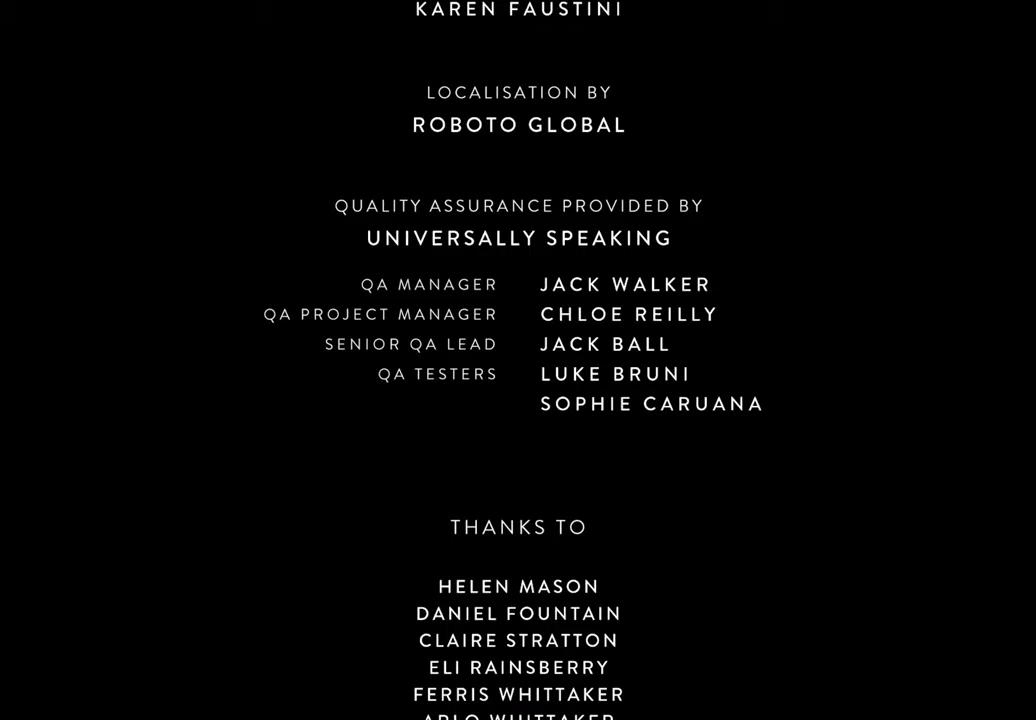 KAREN FAUSTINI
LOCALISATION BY
ROBOTO GLOBAL
QUALITY ASSURANCE PROVIDED BY
UNIVERSALLY SPEAKING
QA MANAGER JACK WALKER
QA PROJECT MANAGER CHLOE REILLY
SENIOR QA LEAD JACK BALL
QA TESTERS LUKE BRUNI
SOPHIE CARUANA
THANKS TO
HELEN MASON
DANIEL FOUNTAIN
CLAIRE STRATTON
ELI RAINSBERRY
FERRIS WHITTAKER
ARLO WHITTAKER